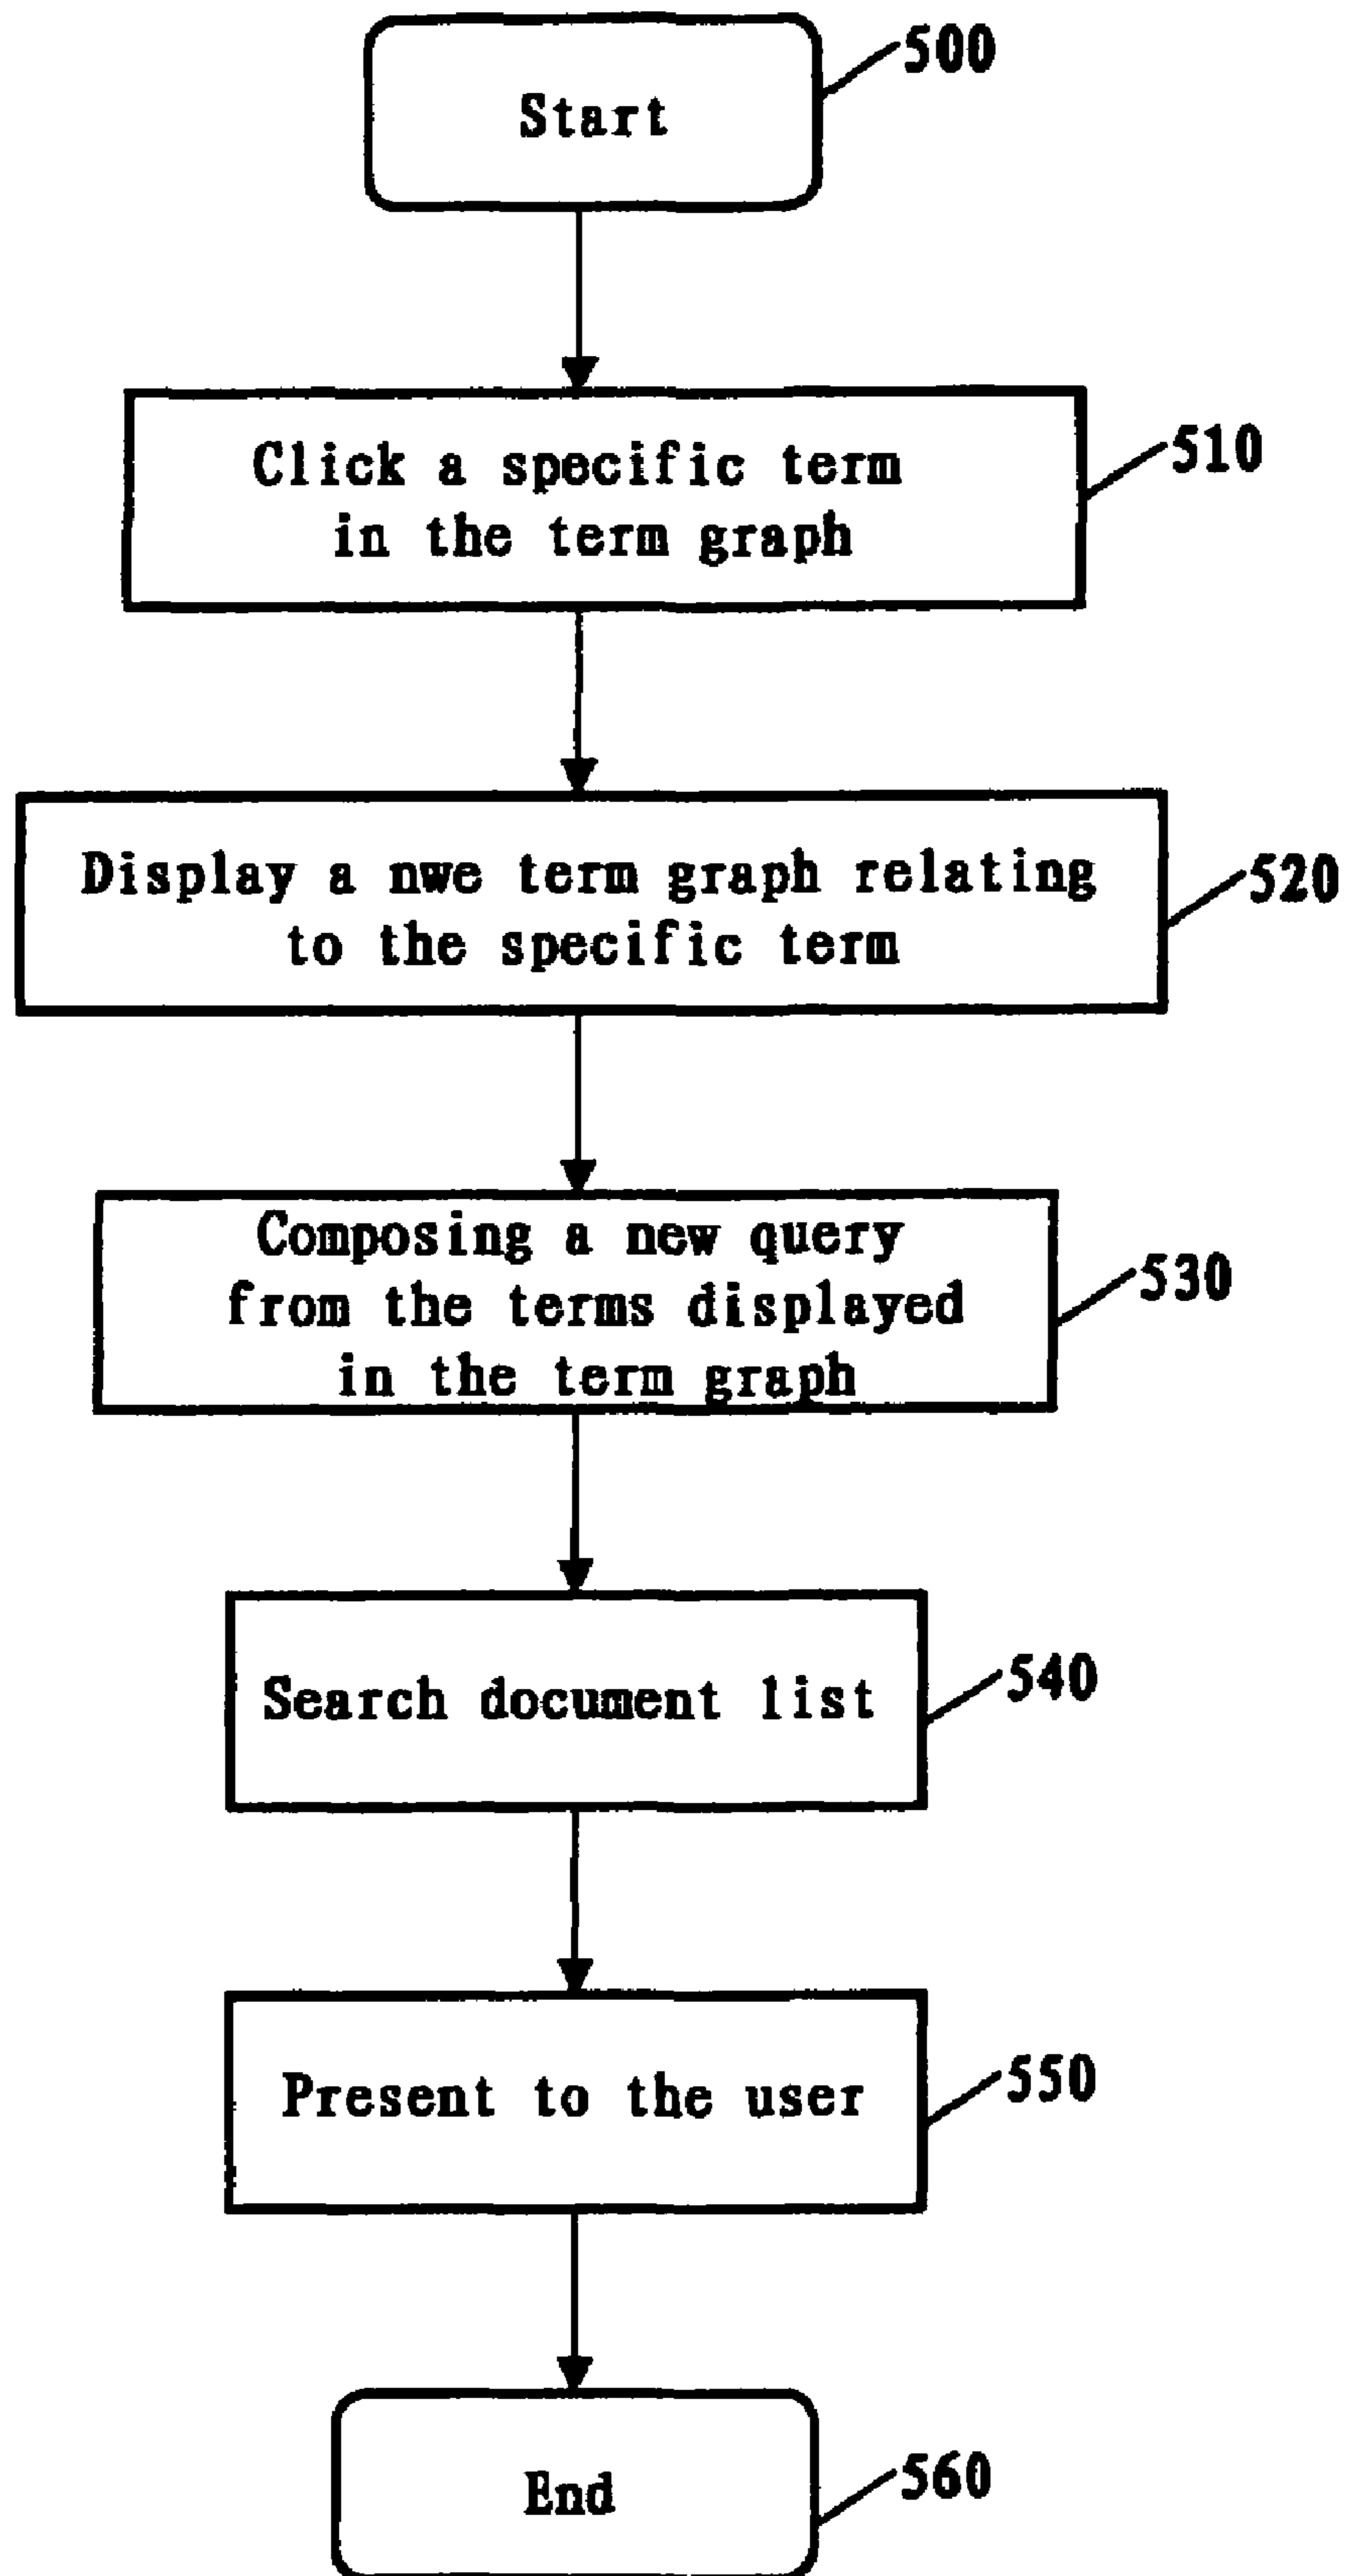 Start
500
Click a specific term
in the term graph
510
Display a nwe term graph relating
to the specific term
520
Composing a new query
from the terms displayed
in the term graph
530
Search document list
540
Present to the user
550
End
560